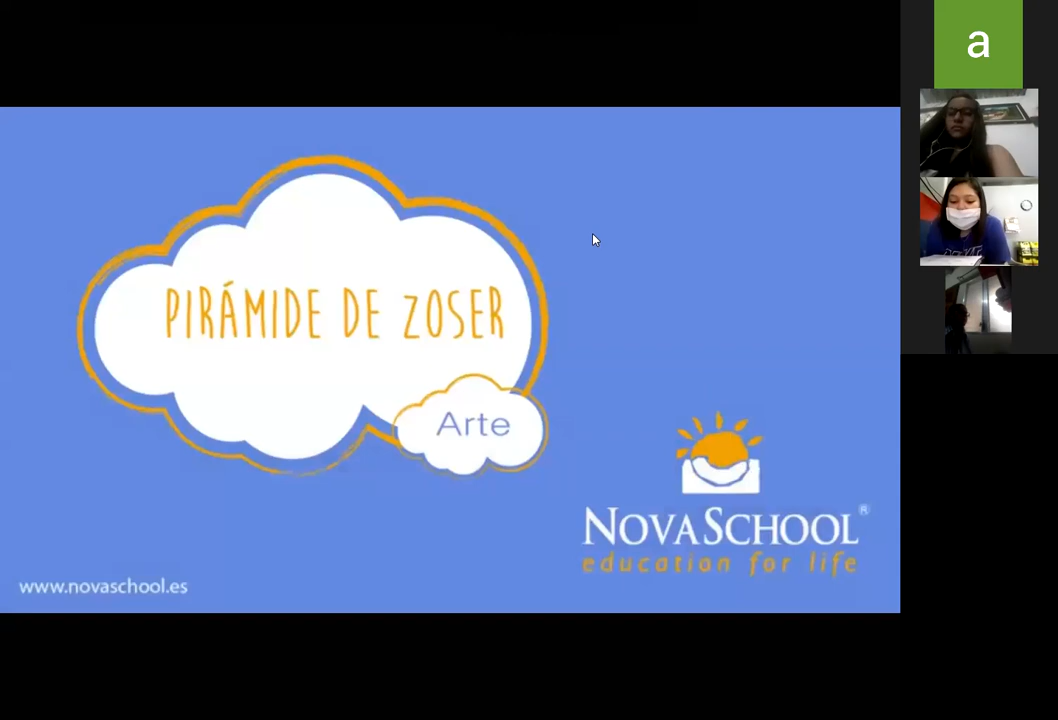 a
PIRÁMIDE DE ZOSER
Arte
NOVASCHOOL®
education for life
www.novaschool.es